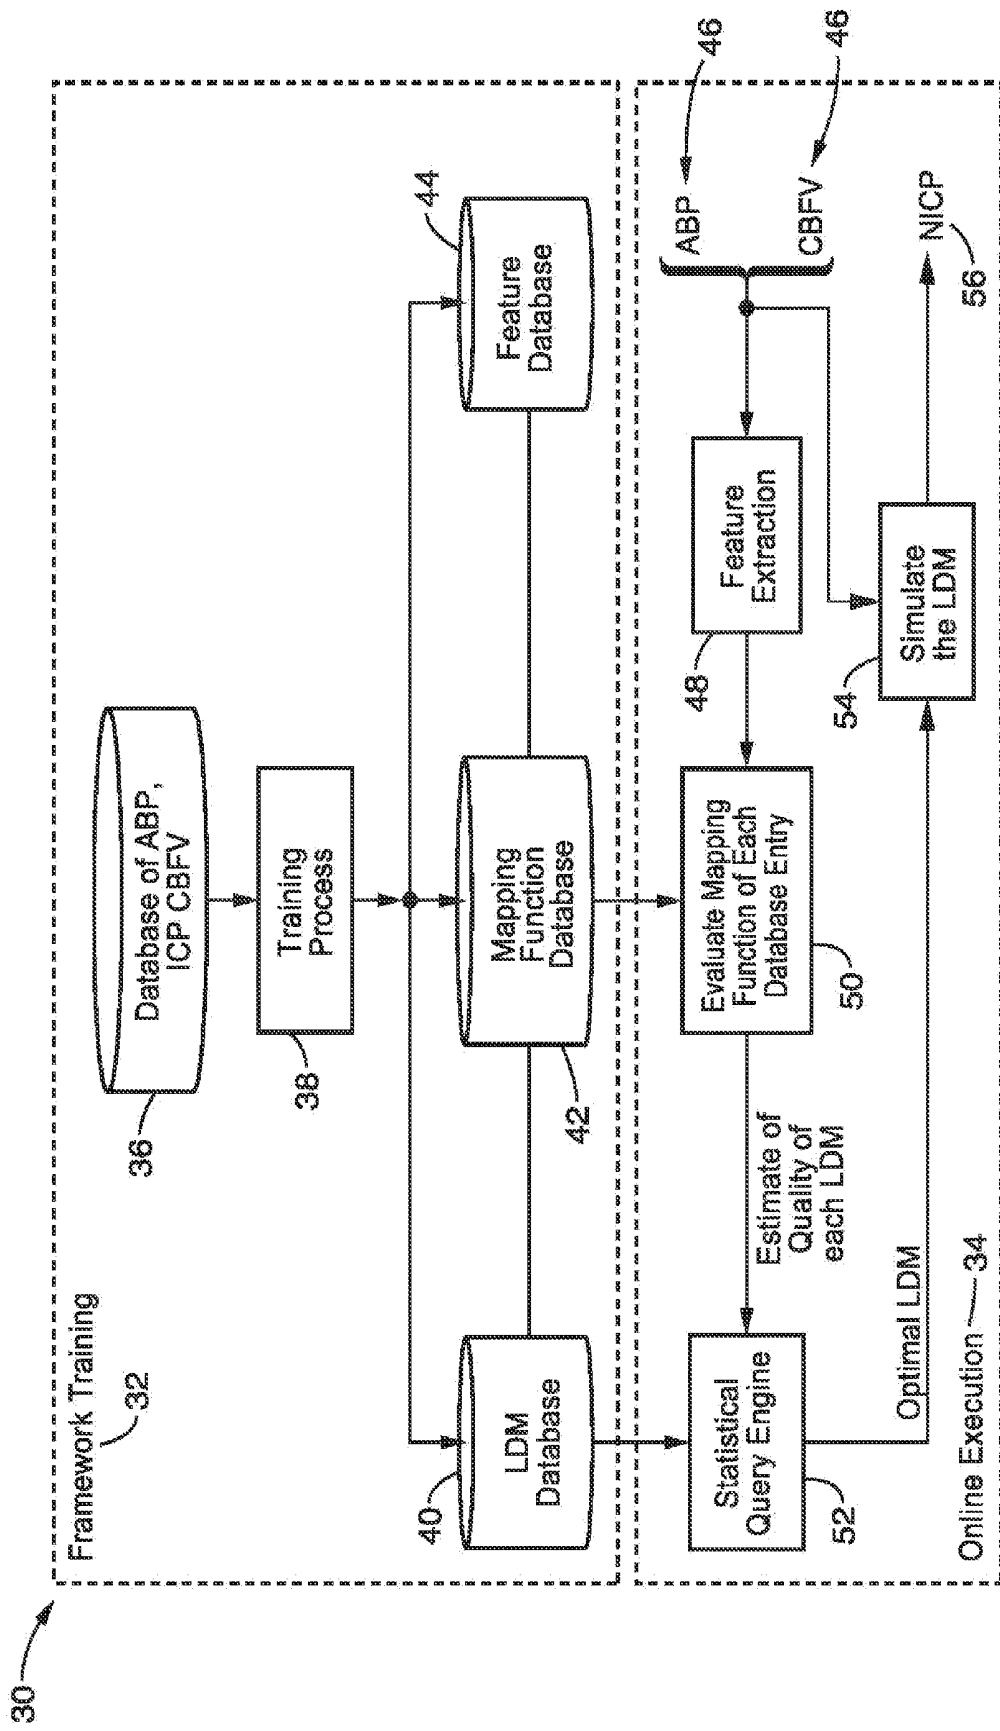 30
Framework Training
32
36
Database of ABP,
ICP CBFV
38
Training
Process
40
LDM
Database
42
Mapping
Function
Database
44
Feature
Database
Statistical
Query Engine
52
Estimate of
Quality of
each LDM
Evaluate Mapping
Function of Each
Database Entry
50
48
Feature
Extraction
ABP
46
CBFV
46
Optimal LDM
54
Simulate
the LDM
NICP
56
Online Execution
34